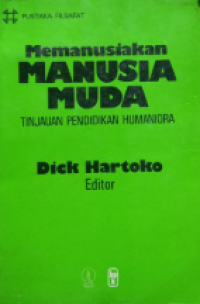 PUSTAKA FILSAFAT
Memanusiakan
MANUSIA
MUDA
TINJAUAN PENDIDIKAN HUMANIORA
Dick Hartoko
Editor